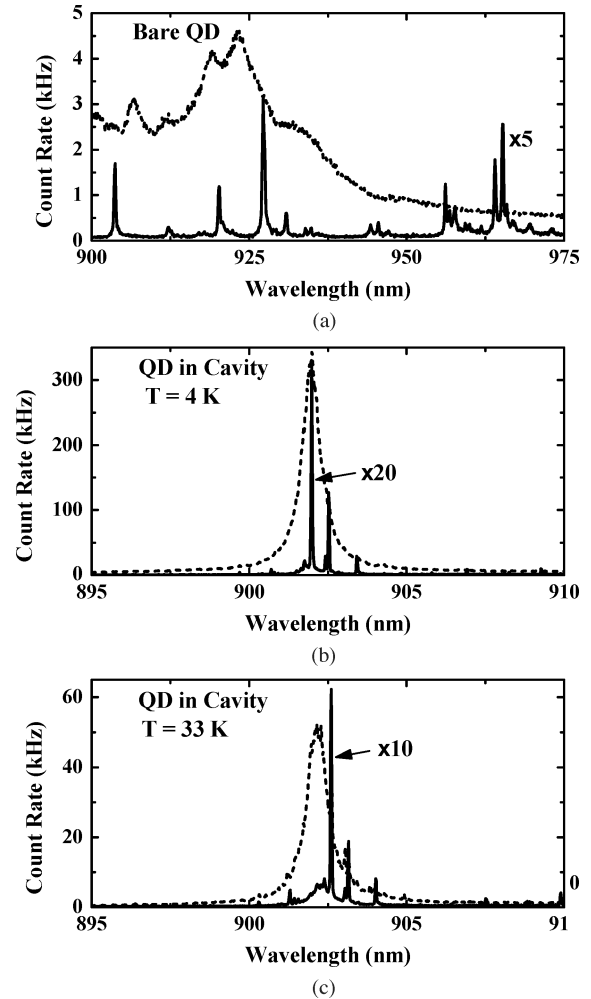 5
Bare QD
4
3
x5
2
1
0
Count Rate (kHz)
900 925 950 975
Wavelength (nm)
(a)
QD in Cavity
T = 4 K
300
200
x20
100
0
Count Rate (kHz)
895 900 905 910
Wavelength (nm)
(b)
60
QD in Cavity
T = 33 K
x10
40
20
0
0
Count Rate (kHz)
895 900 905 91
Wavelength (nm)
(c)